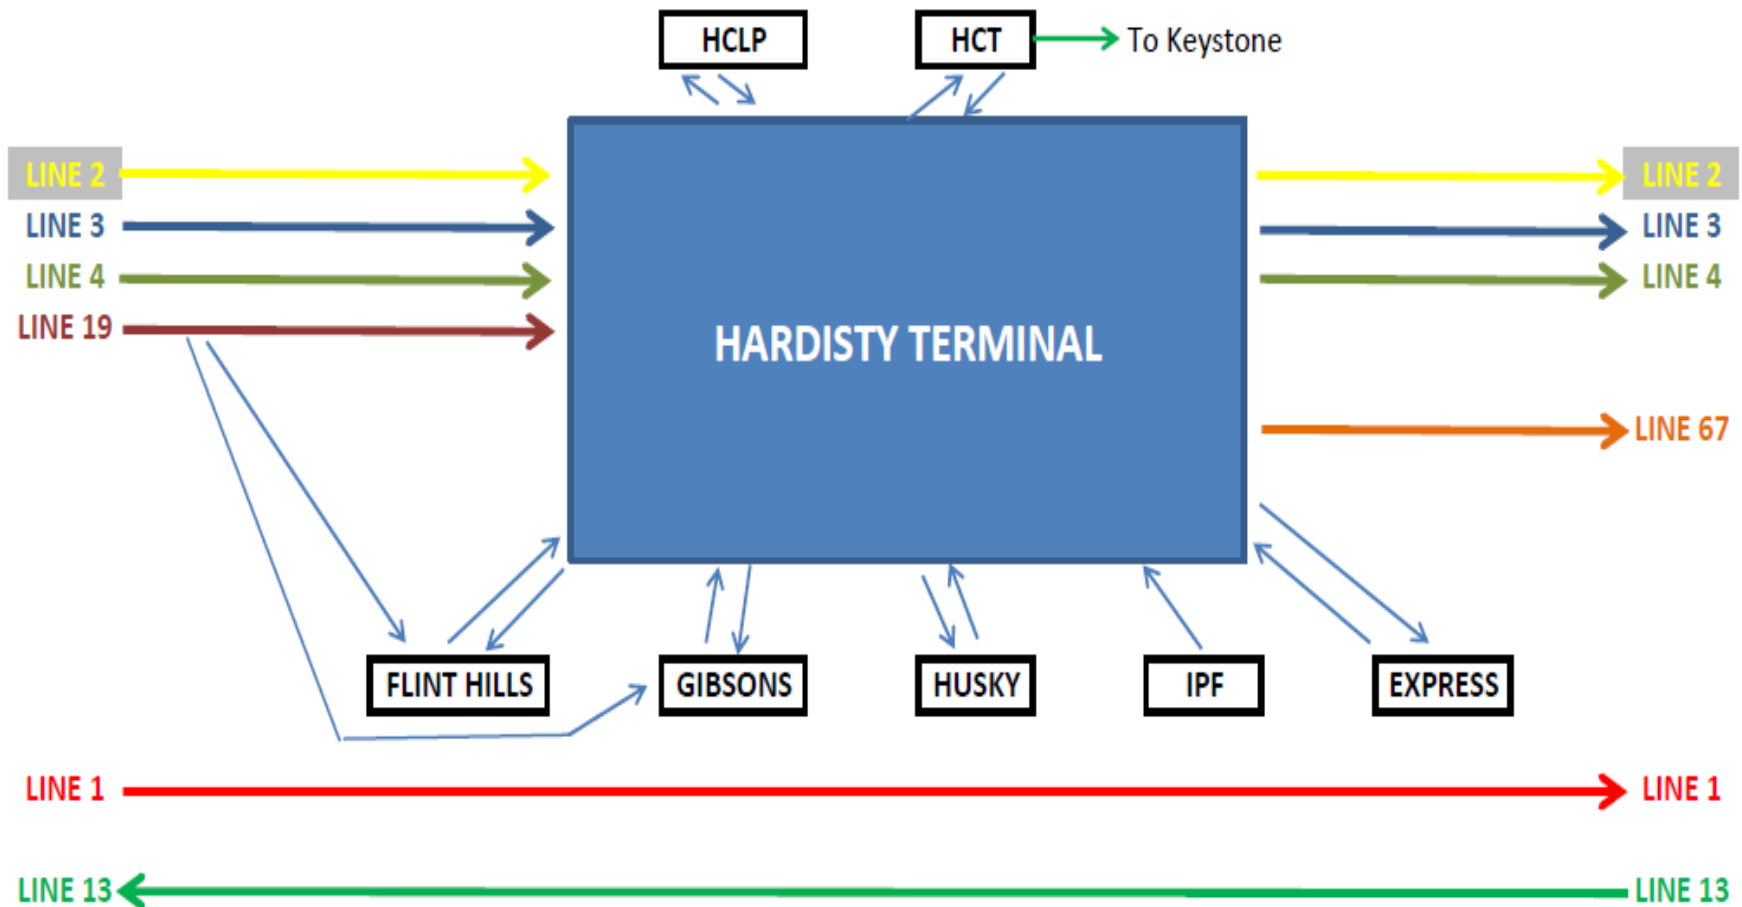 HCLP
HCT
To Keystone
LINE 2
LINE 2
LINE 3
LINE 3
LINE 4
LINE 4
LINE 19
HARDISTY TERMINAL
LINE 67
FLINT HILLS
GIBSONS
HUSKY
IPF
EXPRESS
LINE 1
LINE 1
LINE 13
LINE 13